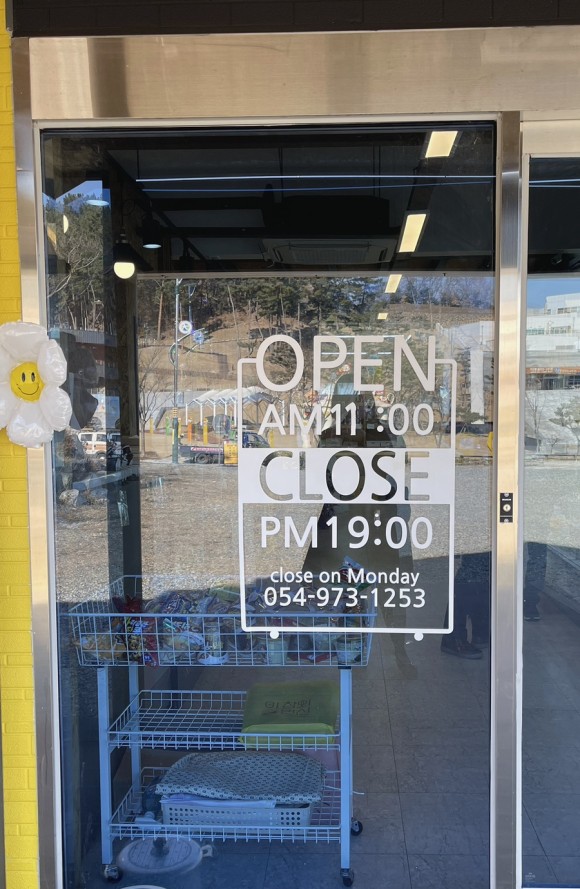 OPEN
AM11 :00
CLOSE
PM19:00
close on Monday
054-973-1253